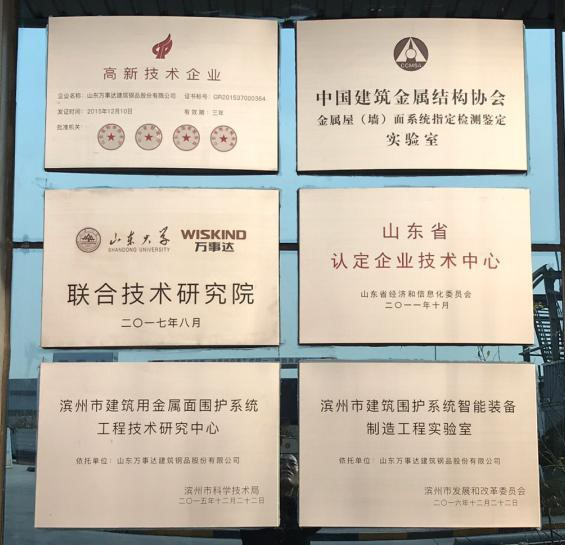 高新技术企业
企业名称：山东万事达建筑钢品股份有限公司 证书标号：GR201537000364
发证时间：2015年12月10日 有效期：三年
批准机关：
CCMSA
中国建筑金属结构协会
金属屋（墙）面系统指定检测鉴定
实验室
山东大学
SHANDONG UNIVERSITY
WISKIND
万事达
联合技术研究院
二〇一七年八月
山东省
认定企业技术中心
山东省经济和信息化委员会
二〇一一年十月
滨州市建筑用金属面围护系统
工程技术研究中心
依托单位：山东万事达建筑钢品股份有限公司
滨州市科学技术局
二〇一五年十二月二十二日
滨州市建筑围护系统智能装备
制造工程实验室
依托单位：山东万事达建筑钢品股份有限公司
滨州市发展和改革委员会
二〇一六年十二月二十二日